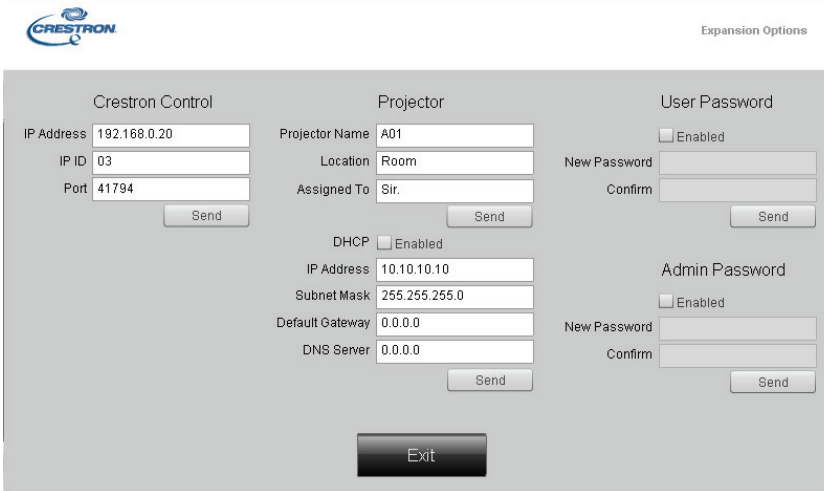 CRESTRON
Expansion Options
Crestron Control
IP Address 192.168.0.20
IP ID 03
Port 41794
Send
Projector
Projector Name A01
Location Room
Assigned To Sir.
Send
DHCP Enabled
IP Address 10.10.10.10
Subnet Mask 255.255.255.0
Default Gateway 0.0.0.0
DNS Server 0.0.0.0
Send
User Password
Enabled
New Password
Confirm
Send
Admin Password
Enabled
New Password
Confirm
Send
Exit